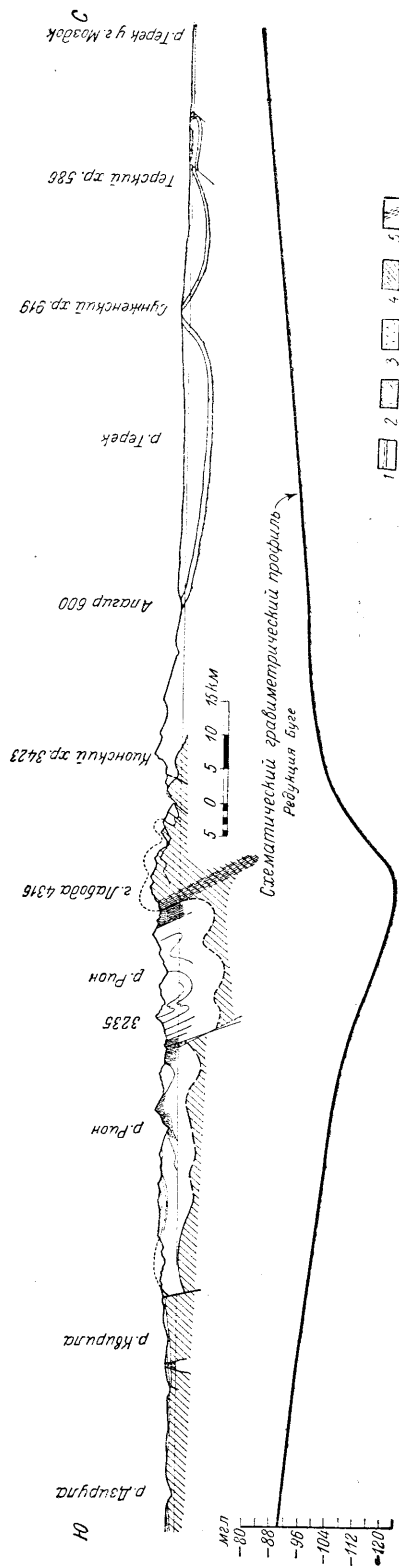 Ю
С
р. Дзирула
р. Квирила
р. Рион
3235
р. Рион
г. Лабода 4316
Кионский хр. 3423
Алагир 600
р. Терек
Сунженский хр. 919
Терский хр. 586
р. Терек у г. Моздок
5 0 5 10 15 км
Схематический гравиметрический профиль
Редукция Буге
мгл
-80
-88
-96
-104
-112
-120
1 2 3 4 5